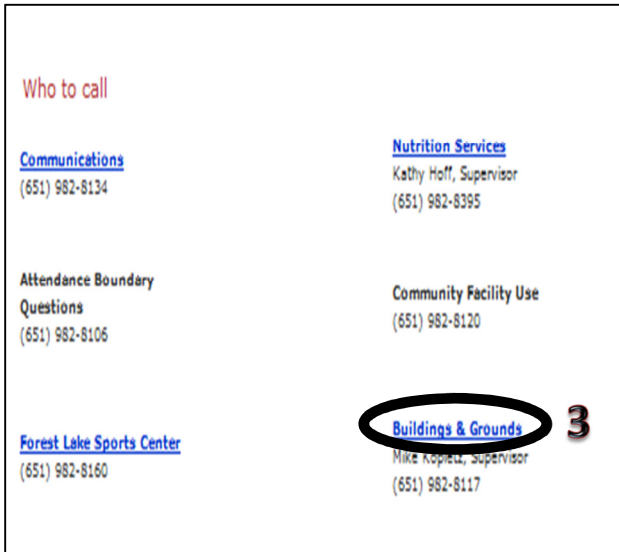 Who to call
Communications
(651) 982-8134
Nutrition Services
Kathy Hoff, Supervisor
(651) 982-8395
Attendance Boundary
Questions
(651) 982-8106
Community Facility Use
(651) 982-8120
Forest Lake Sports Center
(651) 982-8160
Buildings & Grounds
3
Mike Kopietz, Supervisor
(651) 982-8117